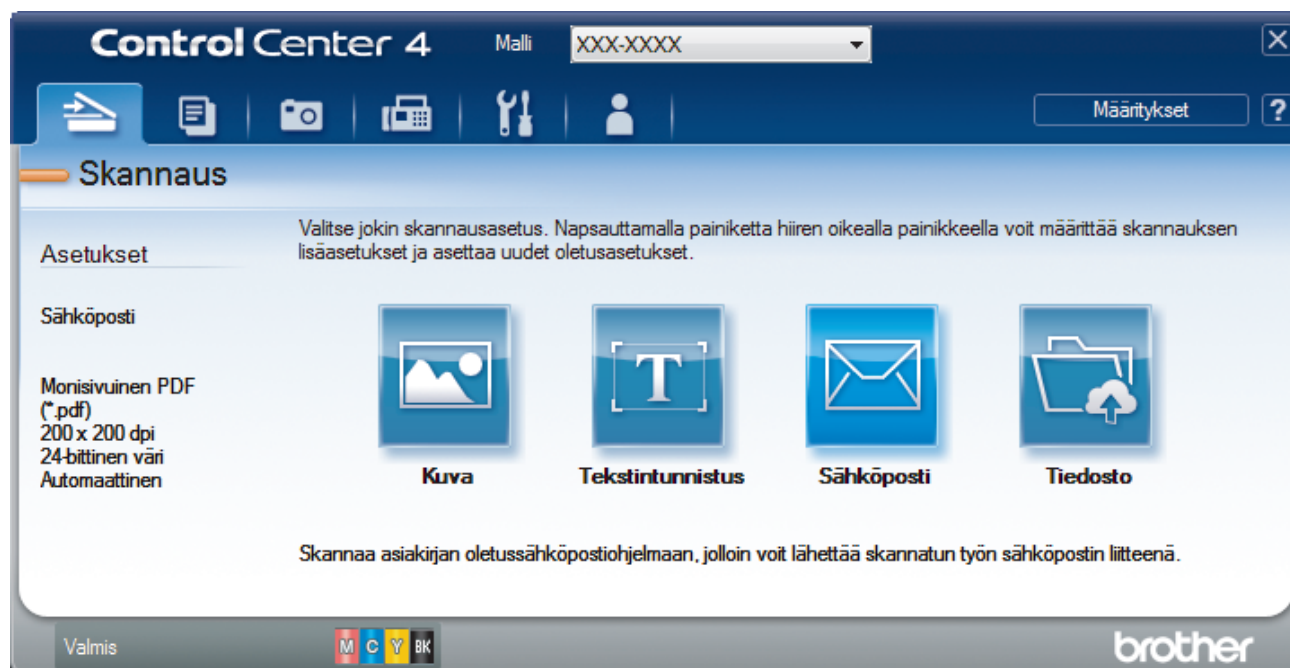 Control Center 4
Malli
XXX-XXXX
Määritykset
?
Skannaus
Asetukset
Sähköposti
Monisivuinen PDF
(*.pdf)
200 x 200 dpi
24-bittinen väri
Automaattinen
Valitse jokin skannausasetus. Napsauttamalla painiketta hiiren oikealla painikkeella voit määrittää skannauksen
lisäasetukset ja asettaa uudet oletusasetukset.
T
Kuva
Tekstintunnistus
Sähköposti
Tiedosto
Skannaa asiakirjan oletussähköpostiohjelmaan, jolloin voit lähettää skannatun työn sähköpostin liitteenä.
Valmis
M C Y BK
brother